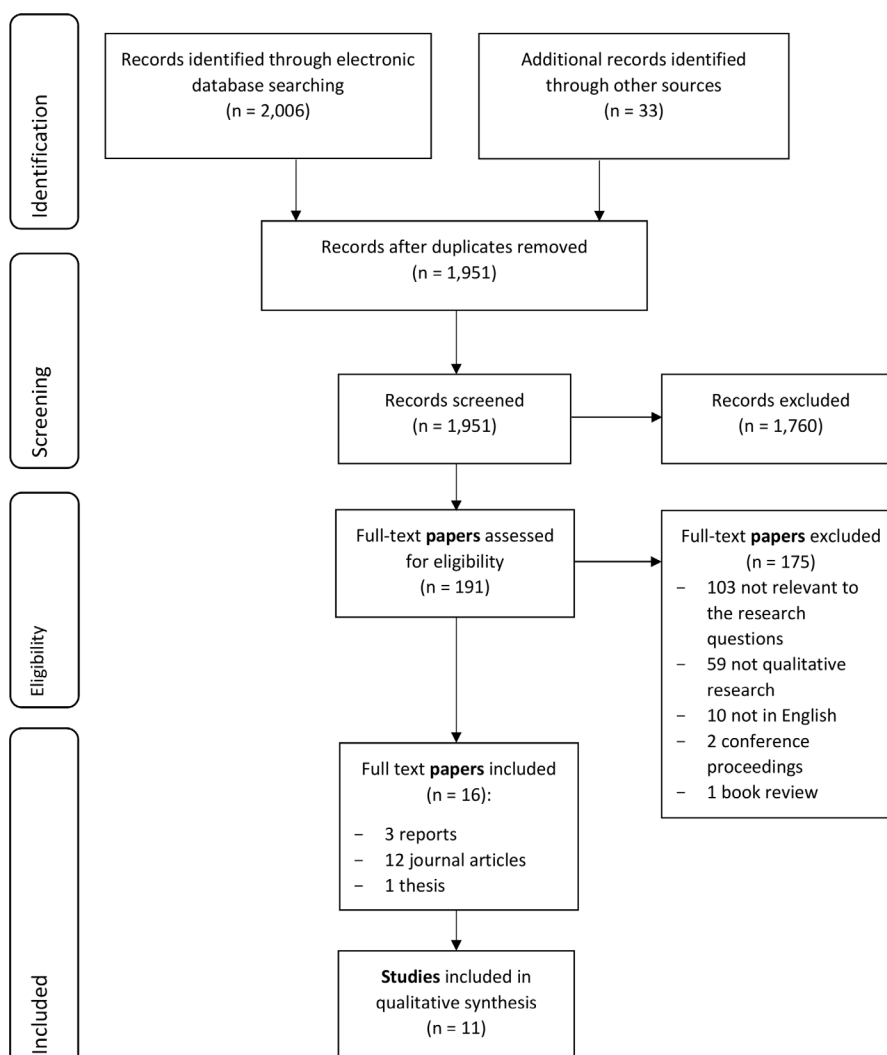 Identification
Records identified through electronic
database searching
(n = 2,006)
Additional records identified
through other sources
(n = 33)
Records after duplicates removed
(n = 1,951)
Screening
Records screened
(n = 1,951)
Records excluded
(n = 1,760)
Eligibility
Full-text papers assessed
for eligibility
(n = 191)
Full-text papers excluded
(n = 175)
− 103 not relevant to
the research
questions
− 59 not qualitative
research
− 10 not in English
− 2 conference
proceedings
− 1 book review
Included
Full text papers included
(n = 16):
− 3 reports
− 12 journal articles
− 1 thesis
Studies included in
qualitative synthesis
(n = 11)